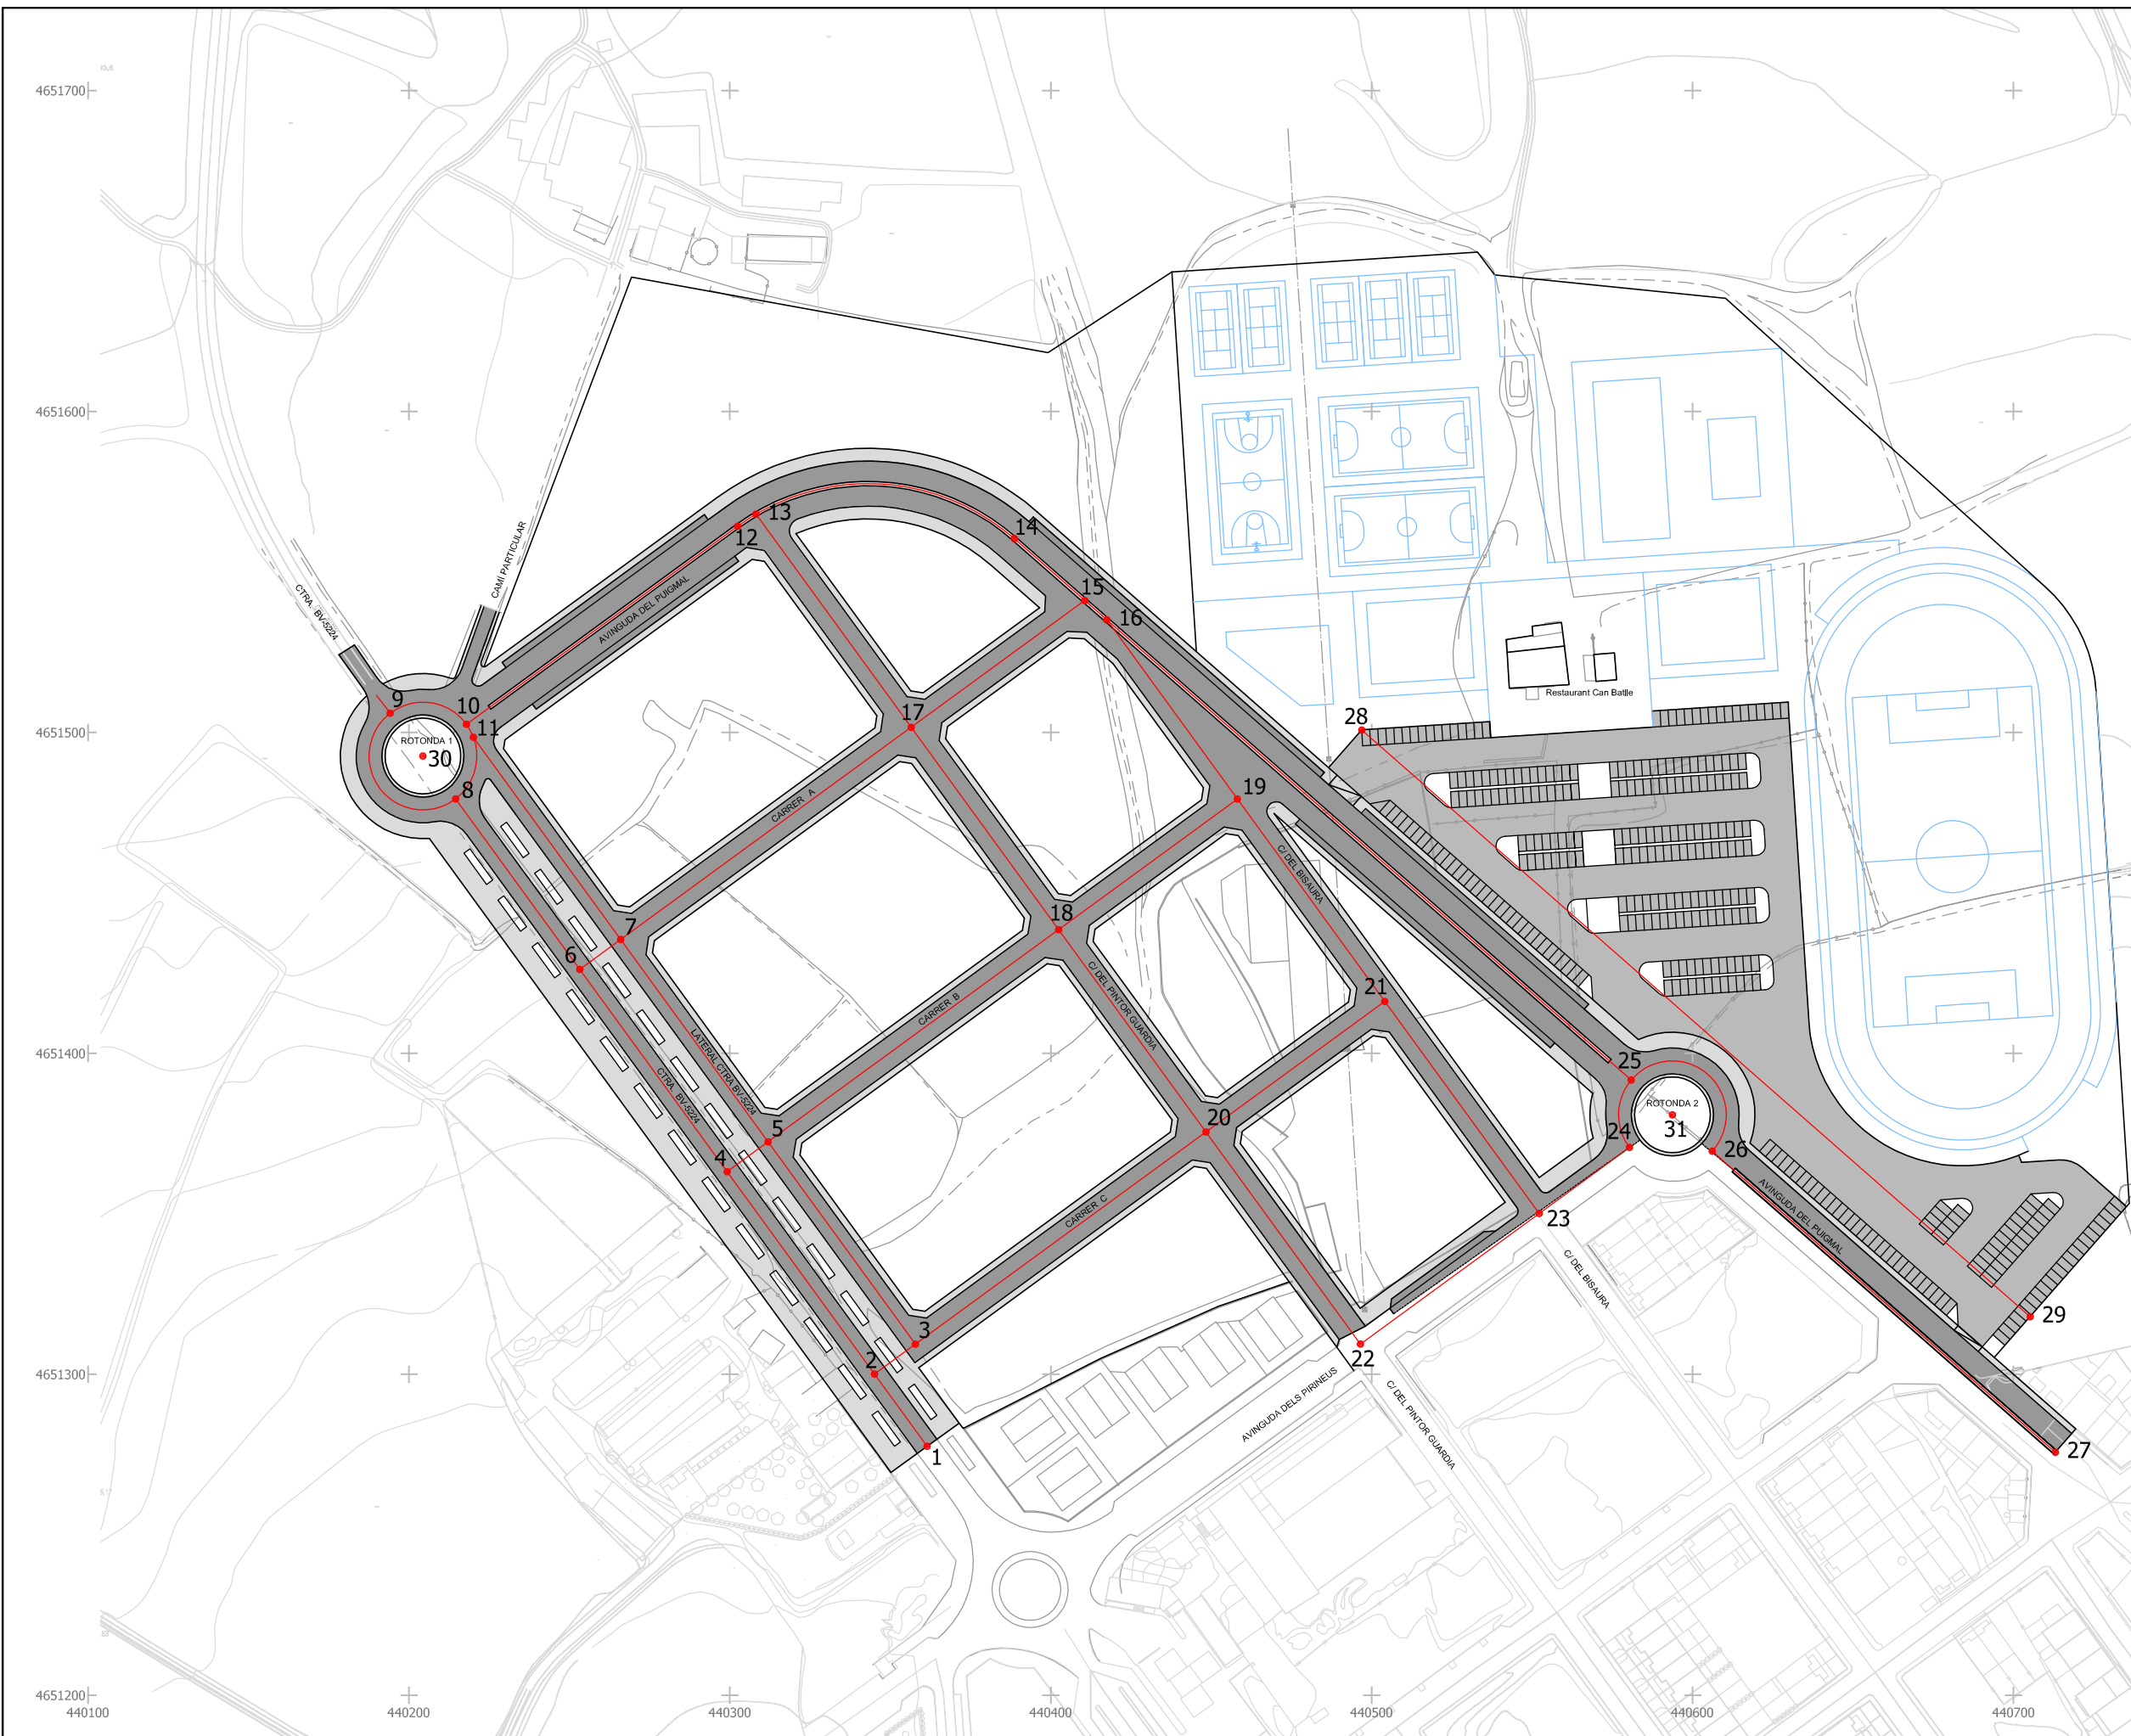 4651700
4651600
CAMÍ PARTICULAR
13
14
12
CTRA. BV-5224
AVINGUDA DEL PUIGMAL
15
16
Restaurant Can Batlle
9
10
17
28
11
ROTONDA 1
4651500
30
8
19
CARRER A
C/ DEL BISAURA
18
7
6
C/ DEL PINTOR GUARDIA
CARRER B
21
LATERAL CTRA BV-5224
CTRA. BV-5224
4651400
25
ROTONDA 2
20
5
31
24
26
4
CARRER C
AVINGUDA DEL PUIGMAL
23
C/ DEL BISAURA
3
29
2
22
4651300
AVINGUDA DELS PIRINEUS
C/ DEL PINTOR GUARDIA
1
27
4651200
440100
440200
440300
440400
440500
440600
440700